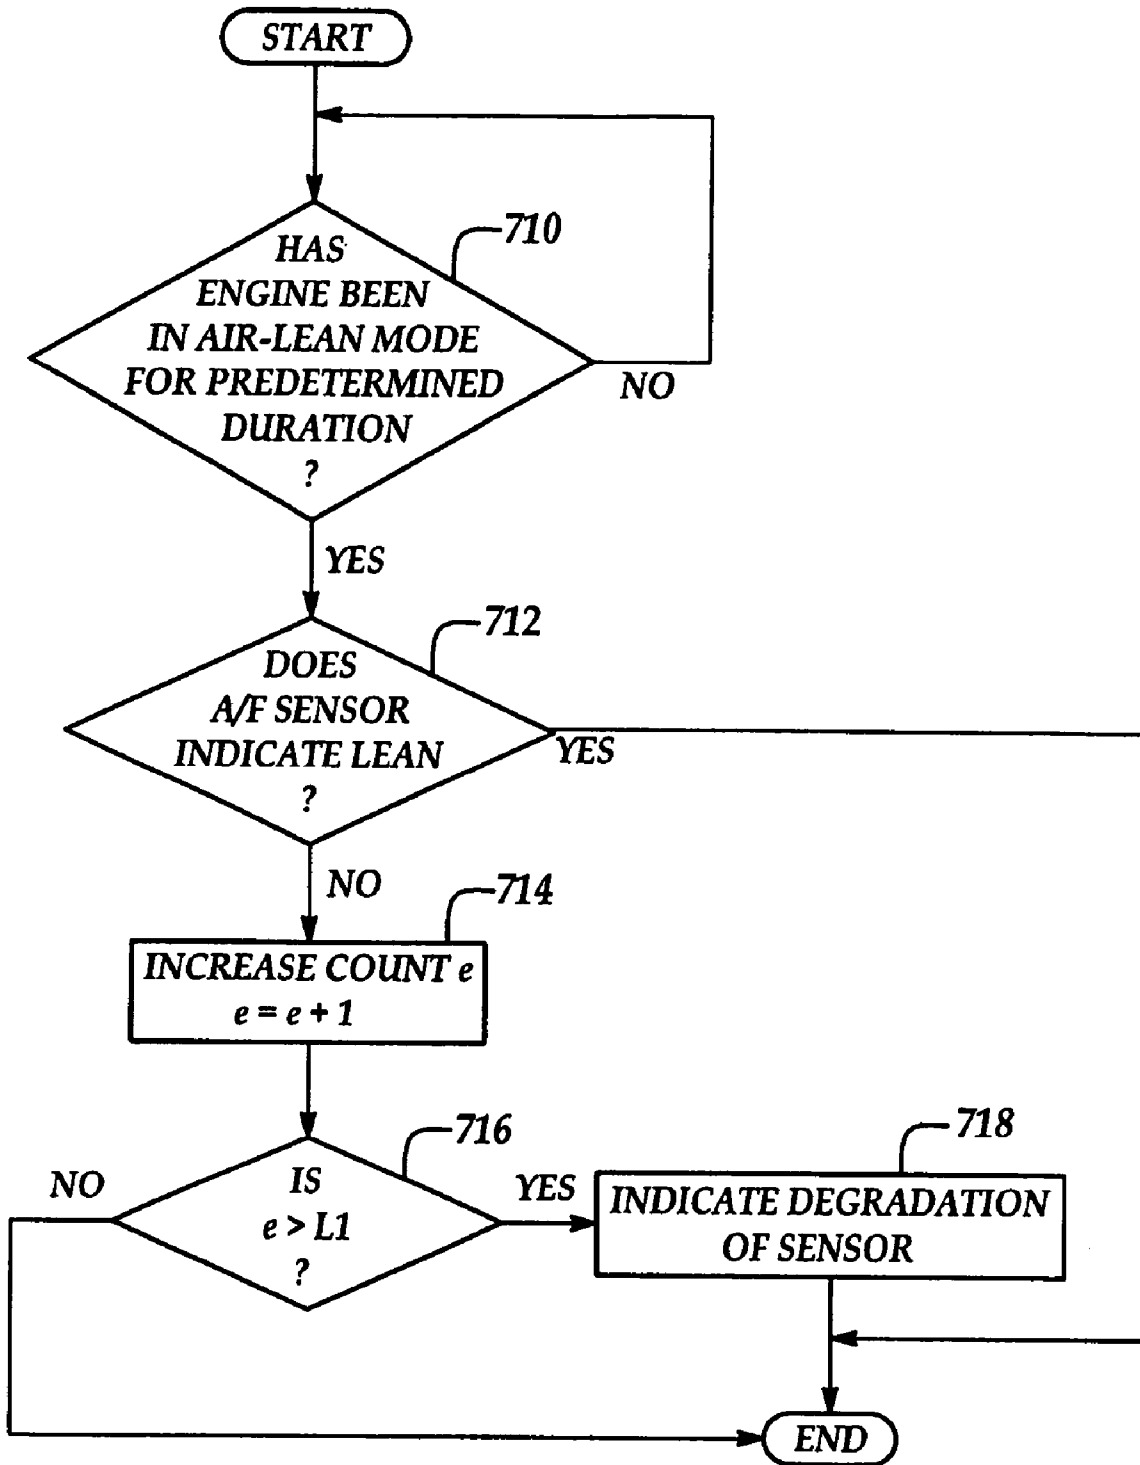 START
710
HAS
ENGINE BEEN
IN AIR-LEAN MODE
FOR PREDETERMINED
DURATION
?
NO
YES
712
DOES
A/F SENSOR
INDICATE LEAN
?
YES
NO
714
INCREASE COUNT e
e = e + 1
716
IS
e > L1
?
NO
YES
718
INDICATE DEGRADATION
OF SENSOR
END